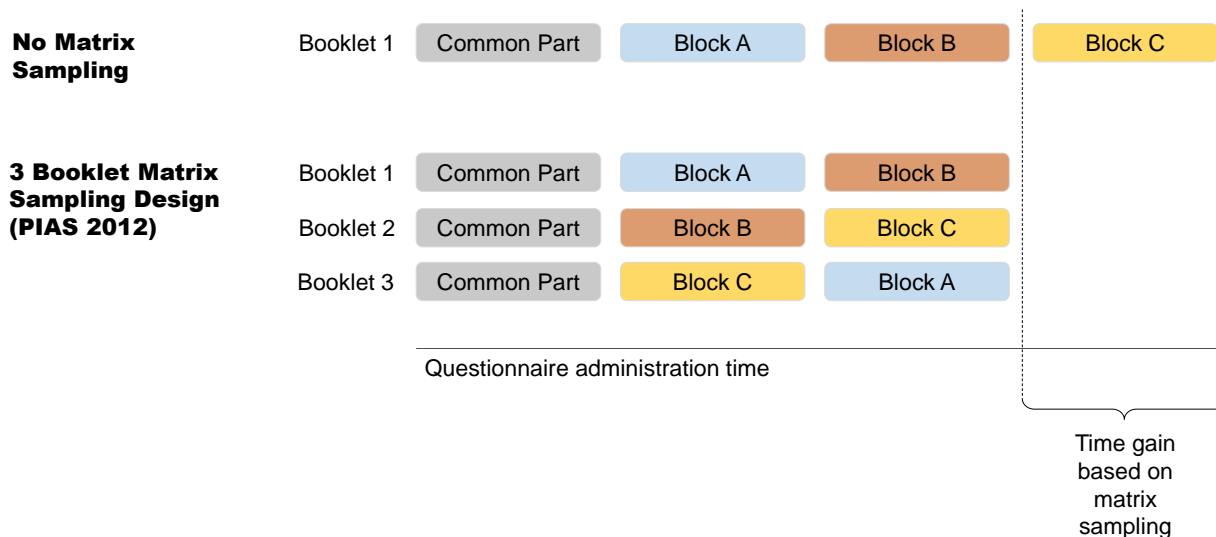 No Matrix
Sampling
Booklet 1
Common Part
Block A
Block B
Block C
3 Booklet Matrix
Sampling Design
(PIAS 2012)
Booklet 1
Common Part
Block A
Block B
Booklet 2
Common Part
Block B
Block C
Booklet 3
Common Part
Block C
Block A
Questionnaire administration time
Time gain
based on
matrix
sampling